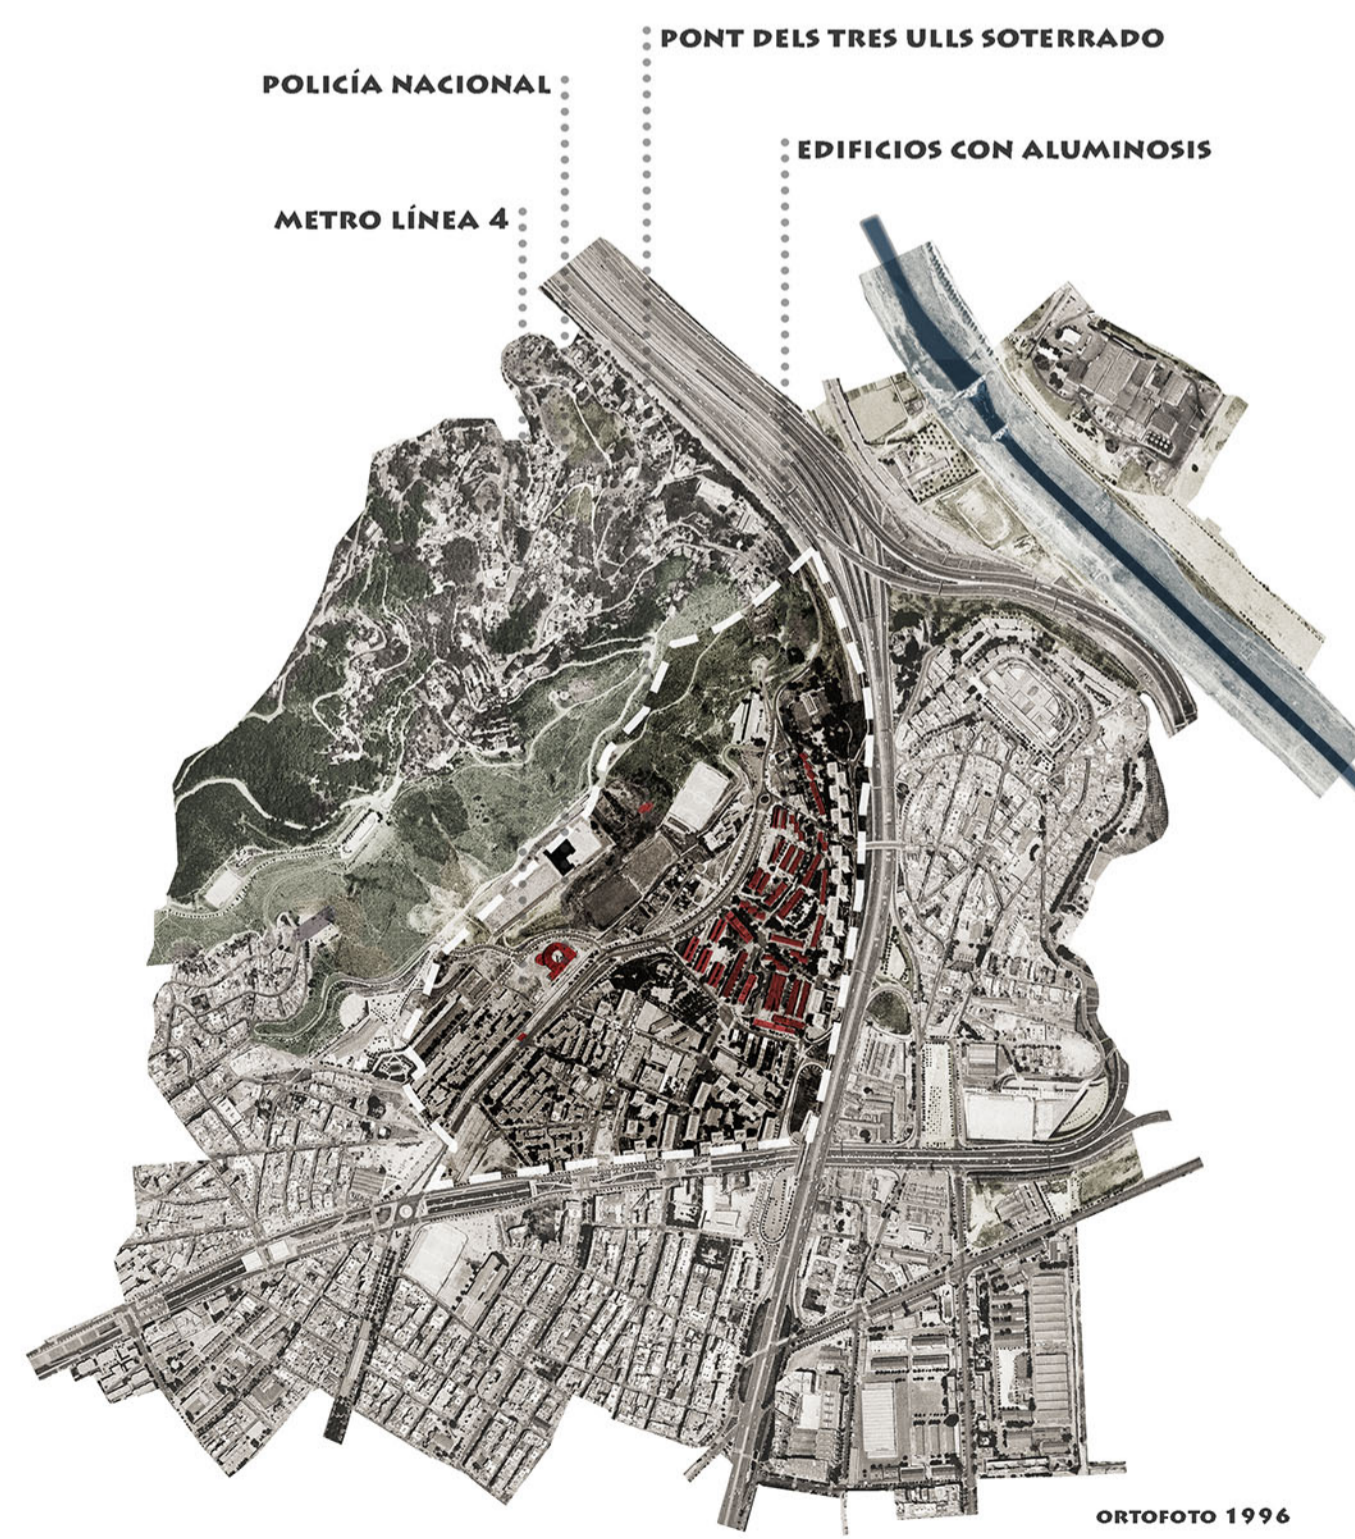 PONT DELS TRES ULLS SOTERRADO
POLICÍA NACIONAL
EDIFICIOS CON ALUMINOSIS
METRO LÍNEA 4
ORTOFOTO 1996